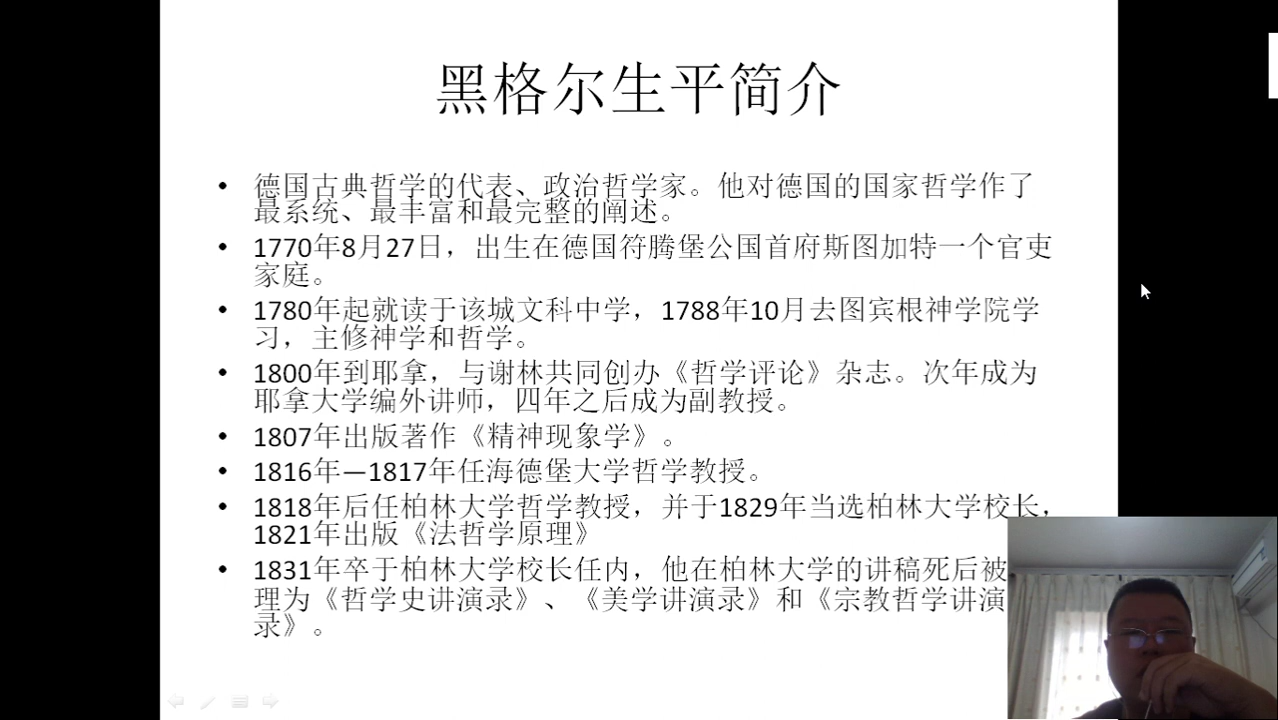 黑格尔生平简介
• 德国古典哲学的代表、政治哲学家。他对德国的国家哲学作了
最系统、最丰富和最完整的阐述。
• 1770年8月27日，出生在德国符腾堡公国首府斯图加特一个官吏
家庭。
• 1780年起就读于该城文科中学，1788年10月去图宾根神学院学
习，主修神学和哲学。
• 1800年到耶拿，与谢林共同创办《哲学评论》杂志。次年成为
耶拿大学编外讲师，四年之后成为副教授。
• 1807年出版著作《精神现象学》。
• 1816年—1817年任海德堡大学哲学教授。
• 1818年后任柏林大学哲学教授，并于1829年当选柏林大学校长，
1821年出版《法哲学原理》
• 1831年卒于柏林大学校长任内，他在柏林大学的讲稿死后被
理为《哲学史讲演录》、《美学讲演录》和《宗教哲学讲演
录》。